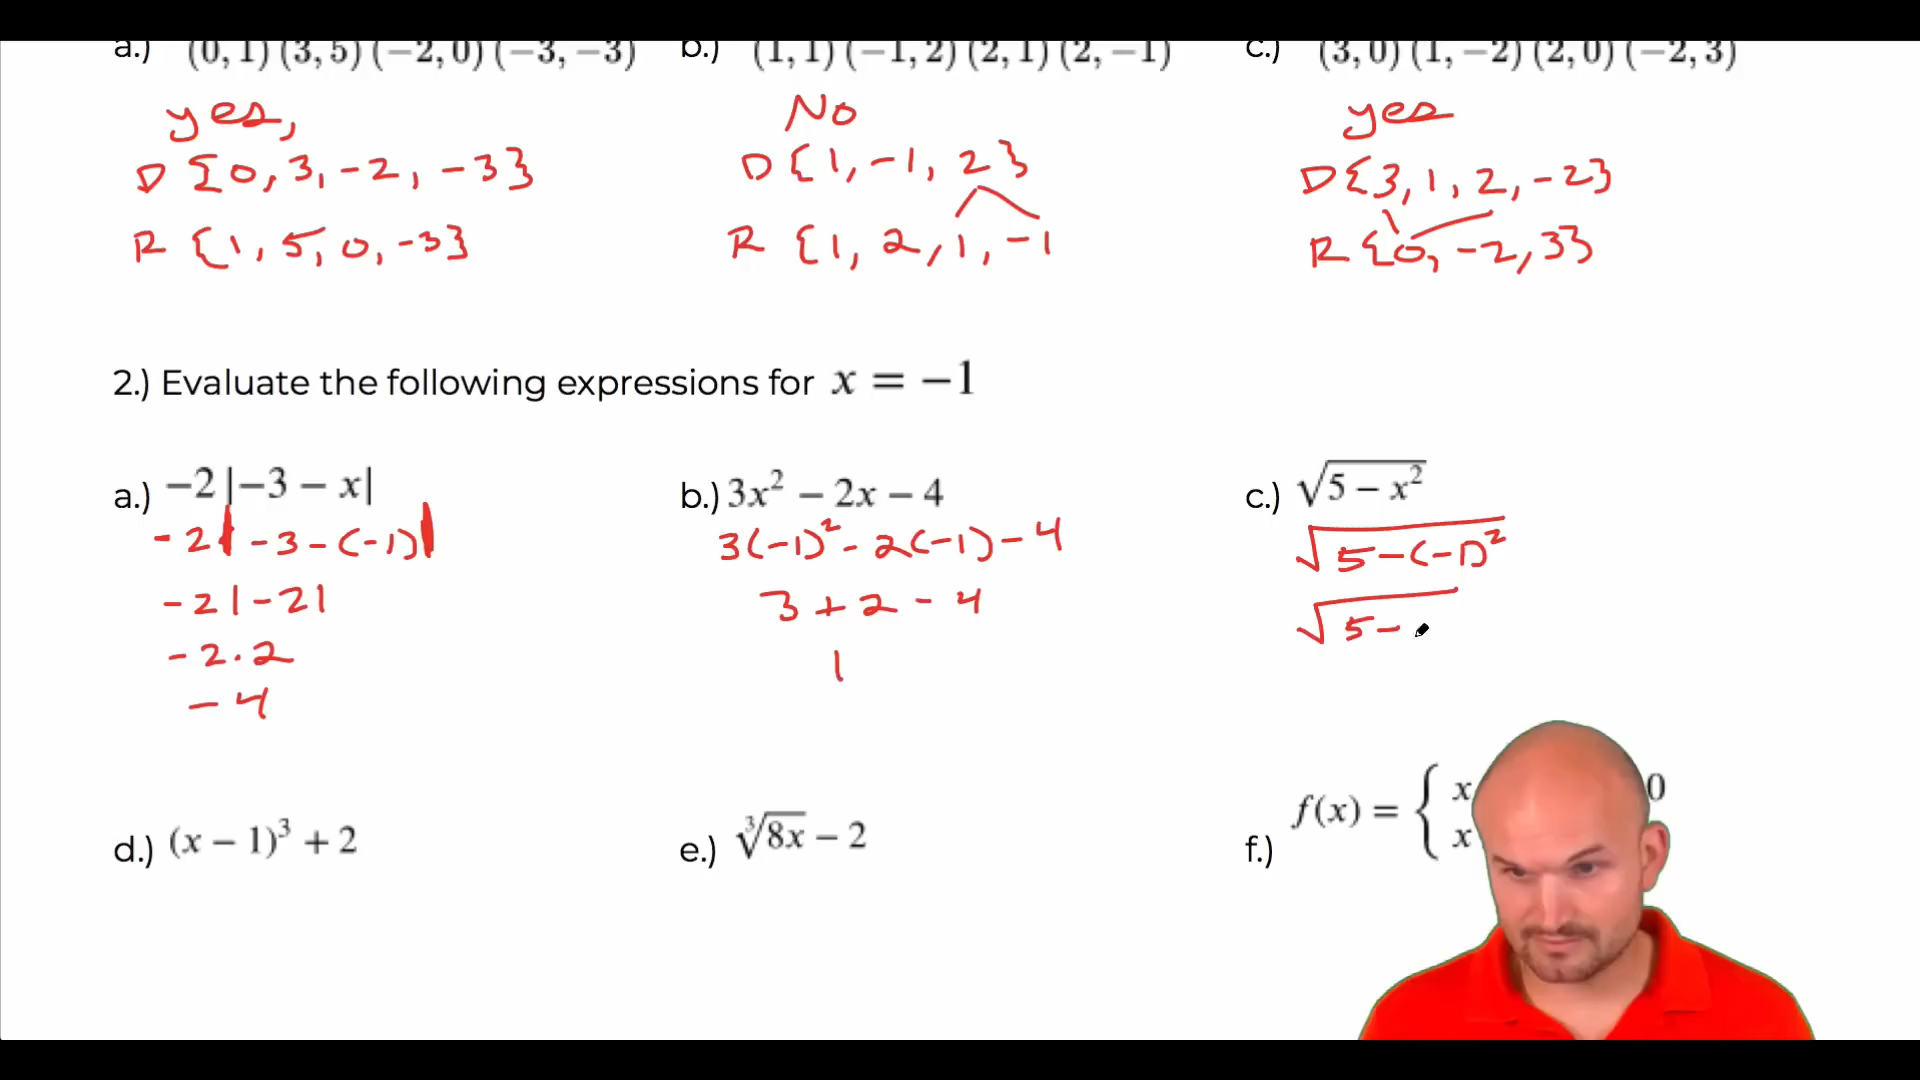 a.) (0, 1) (3, 5) (−2, 0) (−3, −3) b.) (1, 1) (−1, 2) (2, 1) (2, −1) c.) (3, 0) (1, −2) (2, 0) (−2, 3)
yes, No yes
D {0, 3, -2, -3} D {1, -1, 2} D{3, 1, 2, -2}
R {1, 5, 0, -3} R {1, 2, 1, -1 R {0, -2, 3}
2.) Evaluate the following expressions for x = −1
a.) −2 |−3 − x| b.) 3x² − 2x − 4 c.) √(5 − x²)
-2|-3-(-1)| 3(-1)² - 2(-1) - 4 √(5-(-1)²)
-2|-2| 3 + 2 - 4 √(5-
-2·2 1
-4
d.) (x − 1)³ + 2 e.) ∛(8x) − 2 f.) f(x) = { x 0
x